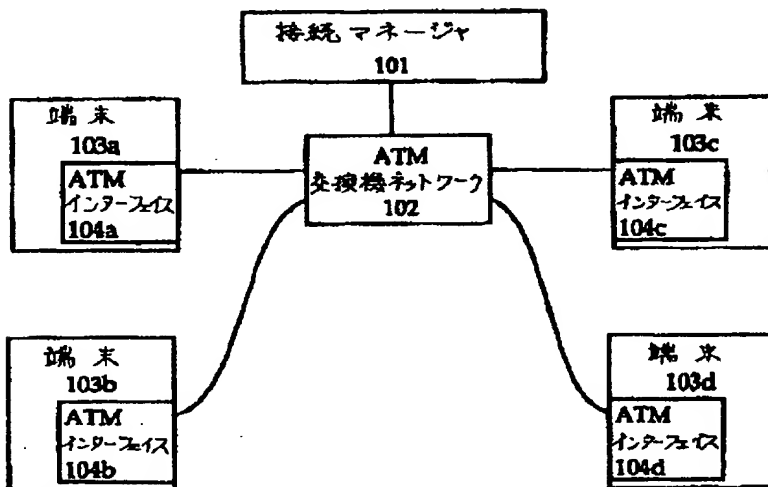 接続マネージャ
101
端末
103a
ATM
インターフェイス
104a
ATM
交換機ネットワーク
102
端末
103c
ATM
インターフェイス
104c
端末
103b
ATM
インターフェイス
104b
端末
103d
ATM
インターフェイス
104d